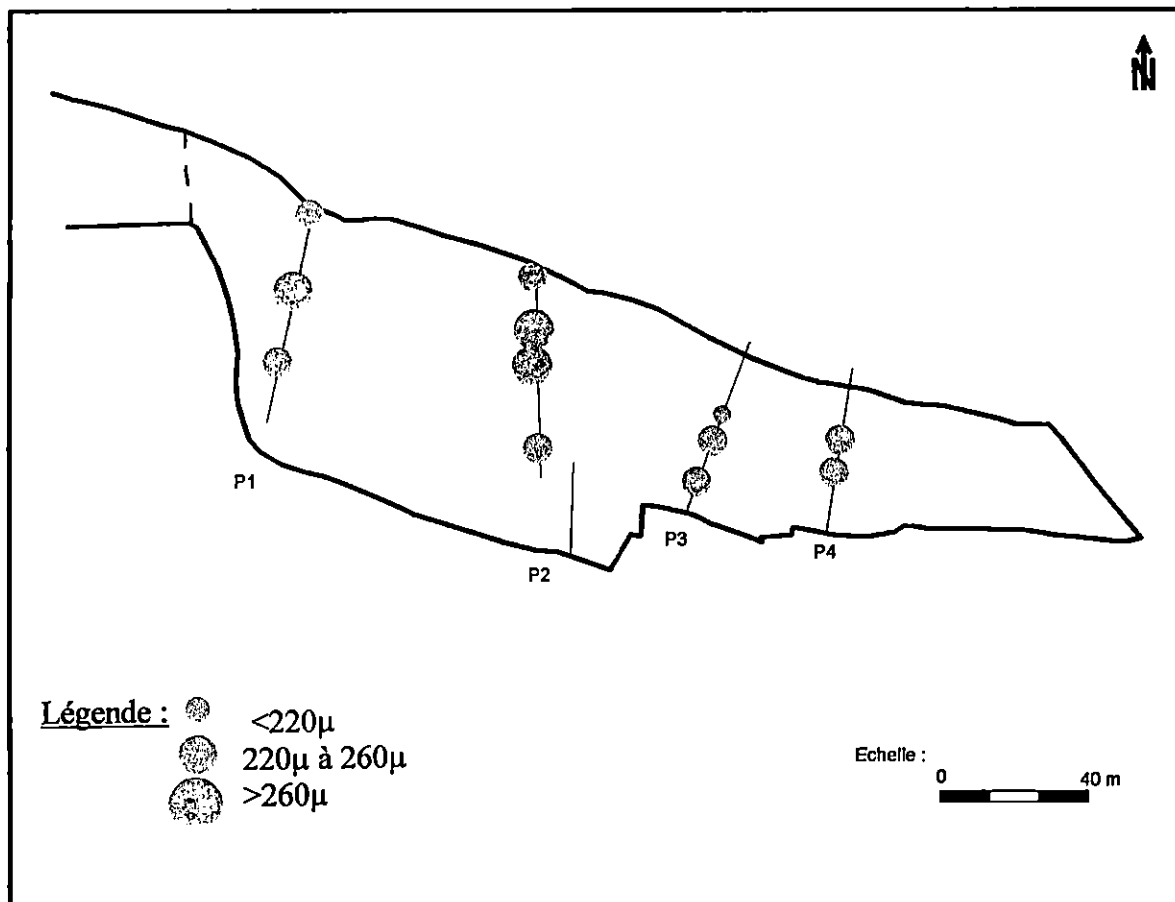 N
P1
P2
P3
P4
Légende :
<220µ
220µ à 260µ
>260µ
Echelle :
0 40 m